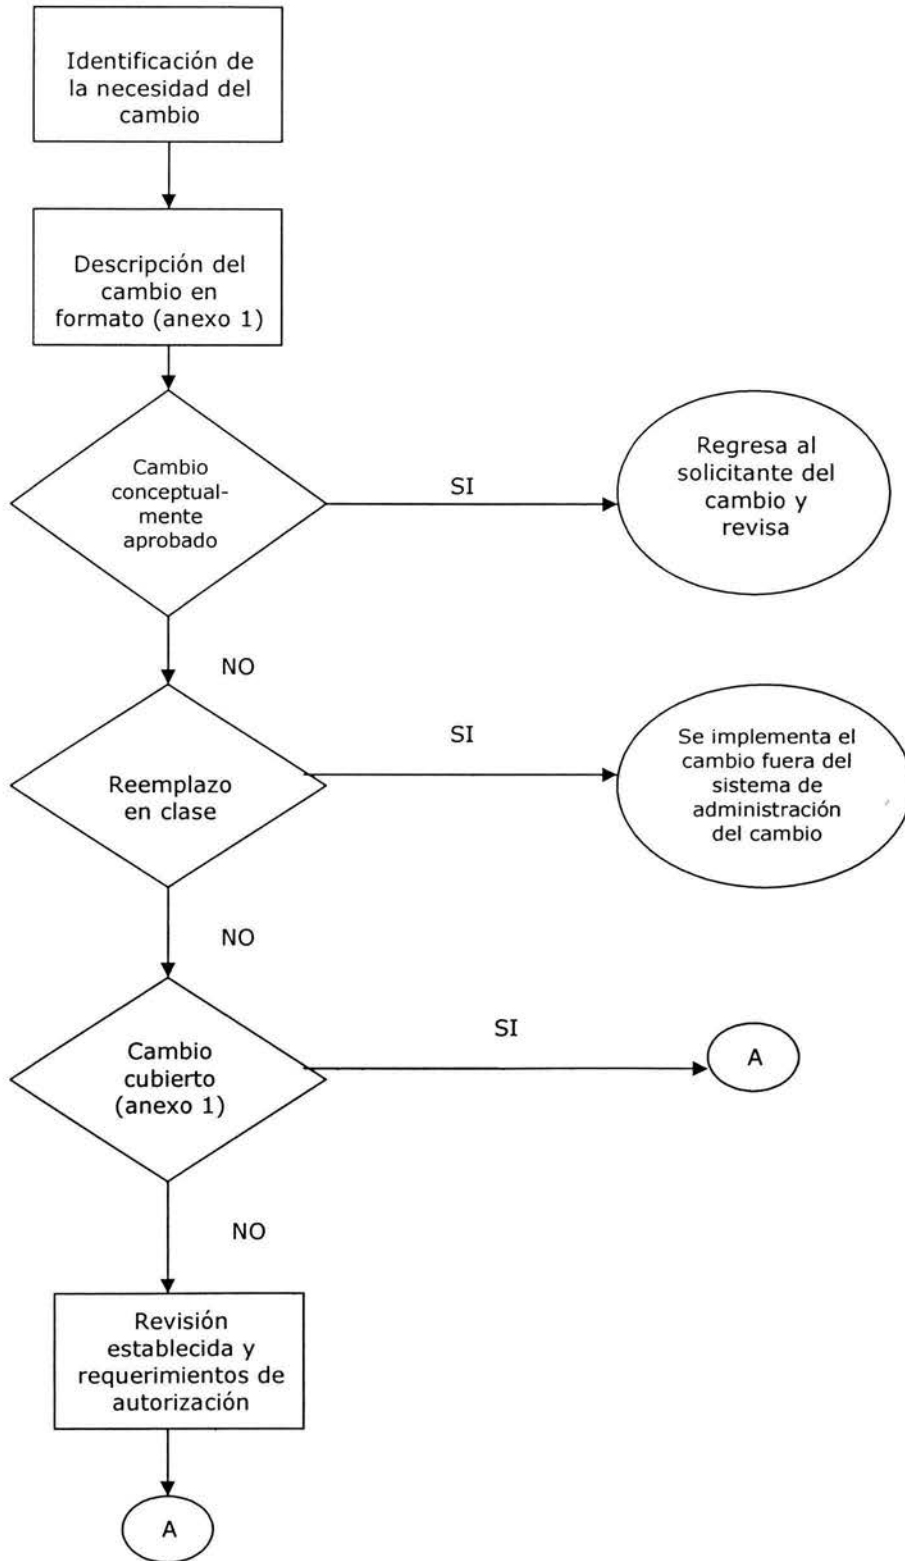 Identificación de
la necesidad del
cambio
Descripción del
cambio en
formato (anexo 1)
Cambio
conceptual-
mente
aprobado
SI
Regresa al
solicitante del
cambio y
revisa
NO
Reemplazo
en clase
SI
Se implementa el
cambio fuera del
sistema de
administración
del cambio
NO
Cambio
cubierto
(anexo 1)
SI
A
NO
Revisión
establecida y
requerimientos de
autorización
A